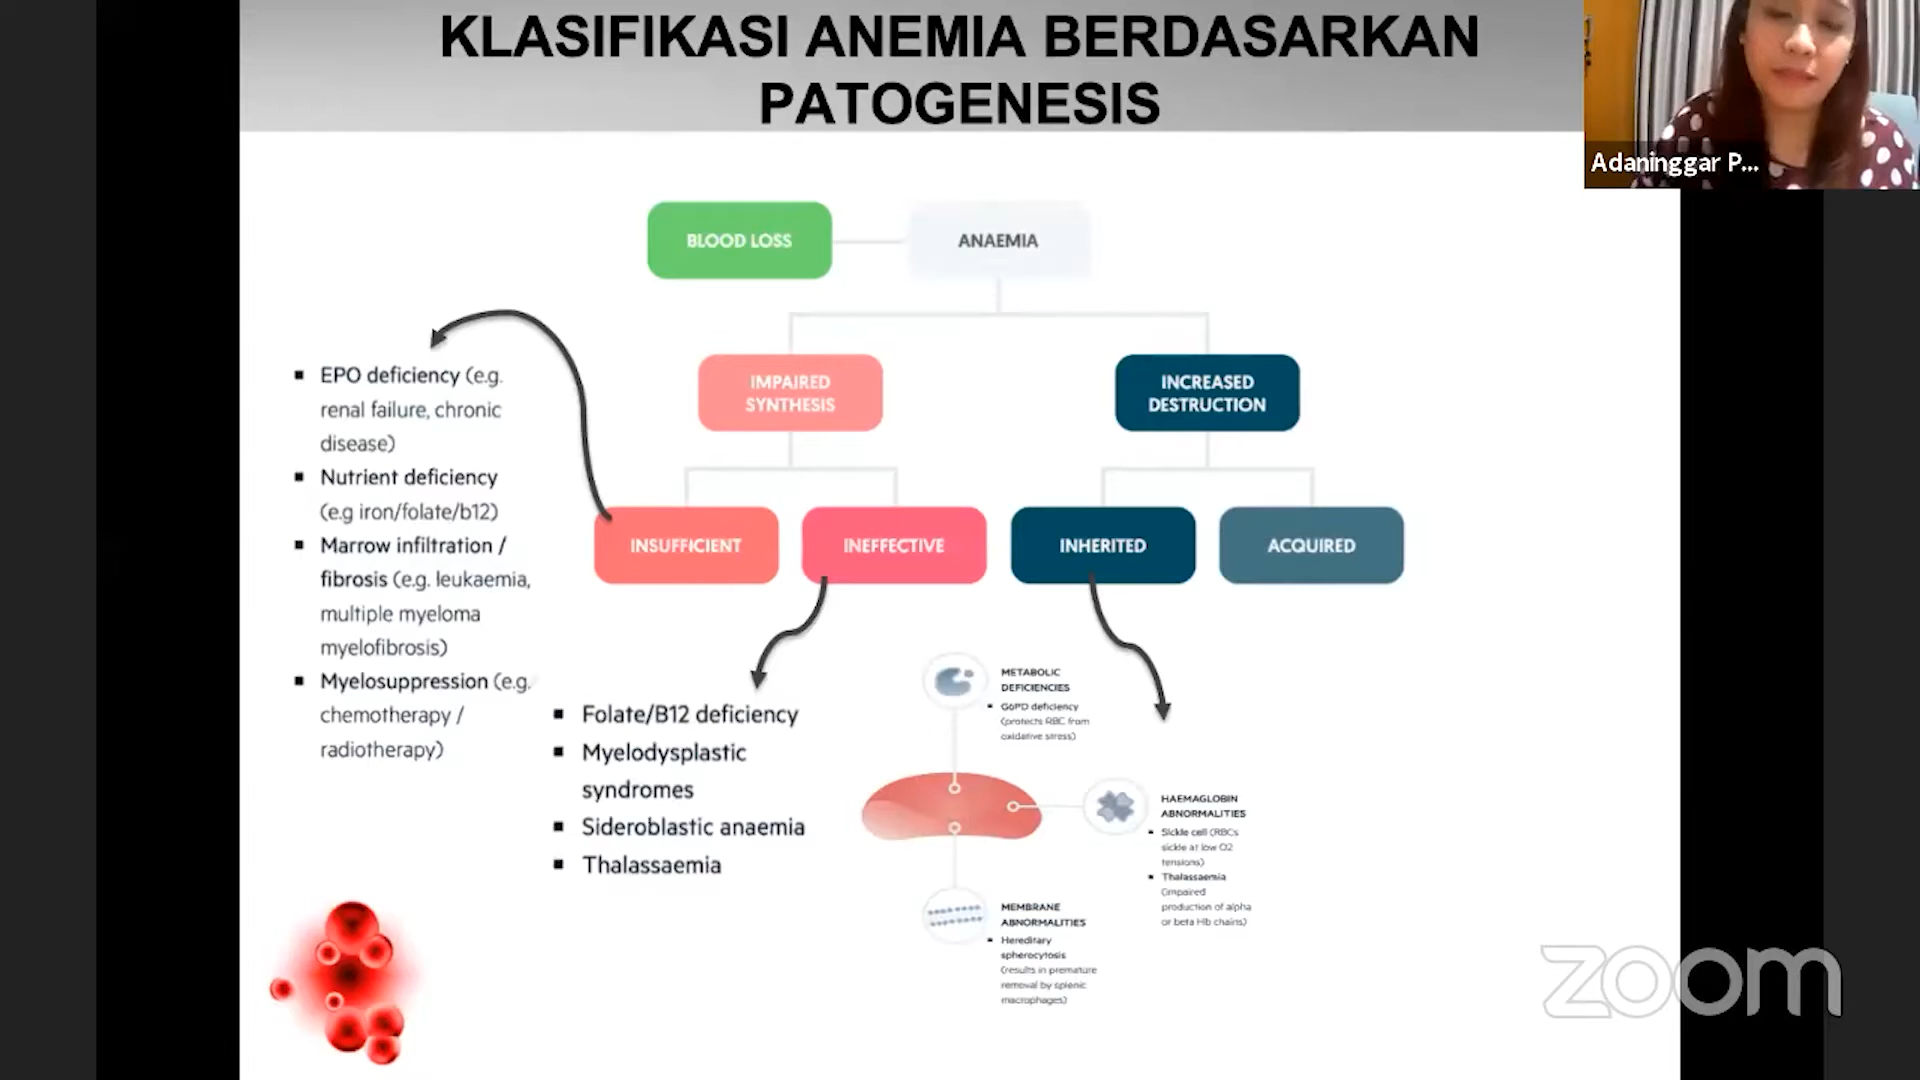 KLASIFIKASI ANEMIA BERDASARKAN
PATOGENESIS
Adaninggar P...
BLOOD LOSS
ANAEMIA
IMPAIRED
SYNTHESIS
INCREASED
DESTRUCTION
INSUFFICIENT
INEFFECTIVE
INHERITED
ACQUIRED
▪ EPO deficiency (e.g.
renal failure, chronic
disease)
▪ Nutrient deficiency
(e.g iron/folate/b12)
▪ Marrow infiltration /
fibrosis (e.g. leukaemia,
multiple myeloma
myelofibrosis)
▪ Myelosuppression (e.g.
chemotherapy /
radiotherapy)
▪ Folate/B12 deficiency
▪ Myelodysplastic
syndromes
▪ Sideroblastic anaemia
▪ Thalassaemia
METABOLIC
DEFICIENCIES
▪ G6PD deficiency
(protects RBC from
oxidative stress)
HAEMAGLOBIN
ABNORMALITIES
▪ Sickle cell (RBCs
sickle at low O2
tensions)
▪ Thalassaemia
(impaired
production of alpha
or beta Hb chains)
MEMBRANE
ABNORMALITIES
▪ Hereditary
spherocytosis
(results in premature
removal by splenic
macrophages)
zoom